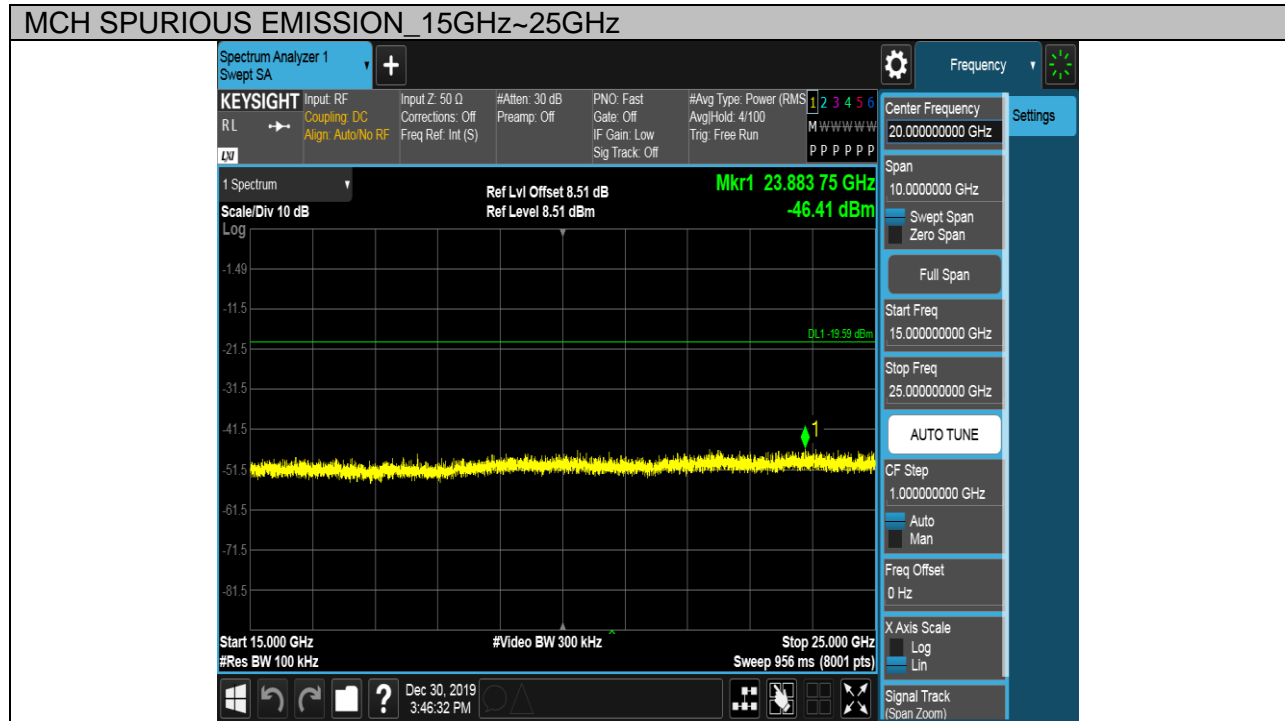 MCH SPURIOUS EMISSION_15GHz~25GHz
Spectrum Analyzer 1
Swept SA
+
Frequency
KEYSIGHT
RL
LXI
Input: RF
Coupling: DC
Align: Auto/No RF
Input Z: 50 Ω
Corrections: Off
Freq Ref: Int (S)
#Atten: 30 dB
Preamp: Off
PNO: Fast
Gate: Off
IF Gain: Low
Sig Track: Off
#Avg Type: Power (RMS
Avg|Hold: 4/100
Trig: Free Run
1 2 3 4 5 6
M W W W W W
P P P P P P
1 Spectrum
Scale/Div 10 dB
Log
Ref Lvl Offset 8.51 dB
Ref Level 8.51 dBm
Mkr1 23.883 75 GHz
-46.41 dBm
-1.49
-11.5
DL1 -19.59 dBm
-21.5
-31.5
-41.5
1
-51.5
-61.5
-71.5
-81.5
Start 15.000 GHz
#Video BW 300 kHz
Stop 25.000 GHz
#Res BW 100 kHz
Sweep 956 ms (8001 pts)
?
Dec 30, 2019
3:46:32 PM
Center Frequency
20.000000000 GHz
Settings
Span
10.0000000 GHz
Swept Span
Zero Span
Full Span
Start Freq
15.000000000 GHz
Stop Freq
25.000000000 GHz
AUTO TUNE
CF Step
1.000000000 GHz
Auto
Man
Freq Offset
0 Hz
X Axis Scale
Log
Lin
Signal Track
(Span Zoom)